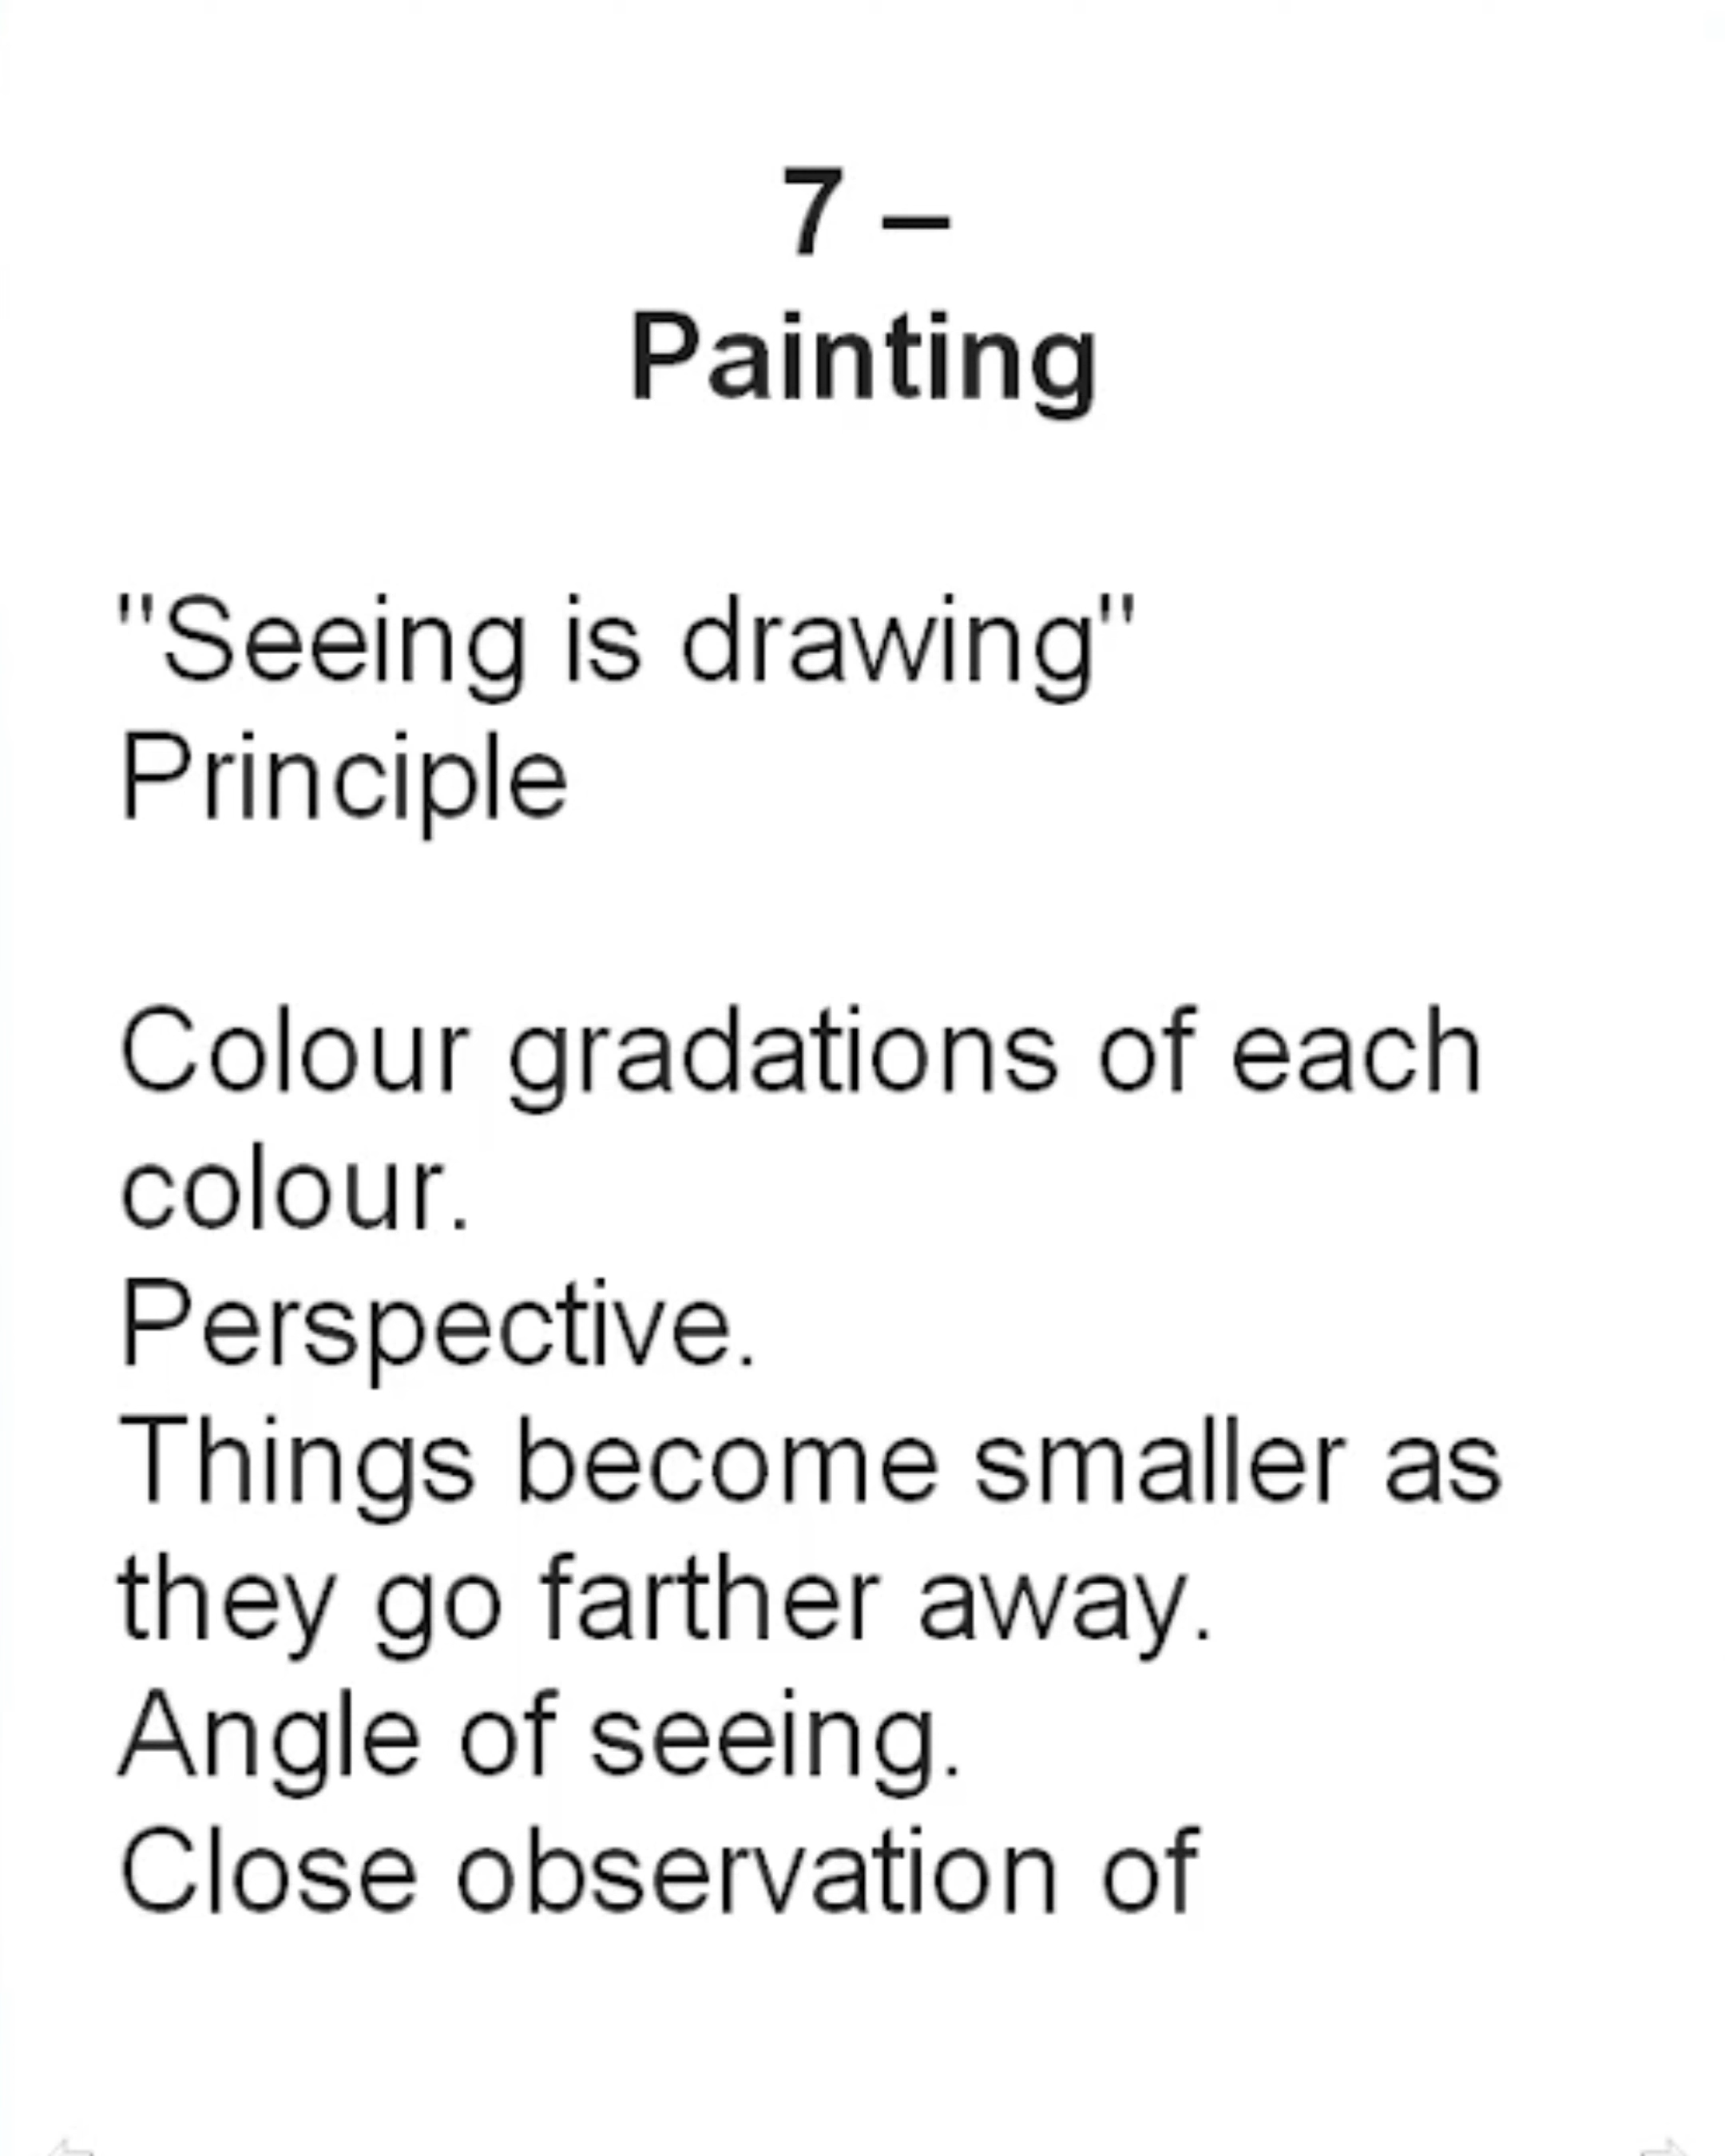 7 –
Painting
"Seeing is drawing"
Principle
Colour gradations of each
colour.
Perspective.
Things become smaller as
they go farther away.
Angle of seeing.
Close observation of